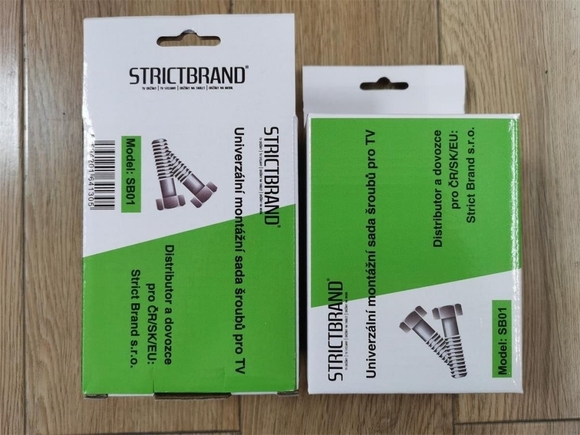 STRICTBRAND®
STRICTBRAND®
Univerzální montážní sada šroubů pro TV
Model: SB01
Distributor a dovozce
pro ČR/SK/EU:
Strict Brand s.r.o.
STRICTBRAND®
Univerzální montážní sada šroubů pro TV
Distributor a dovozce
pro ČR/SK/EU:
Strict Brand s.r.o.
Model: SB01